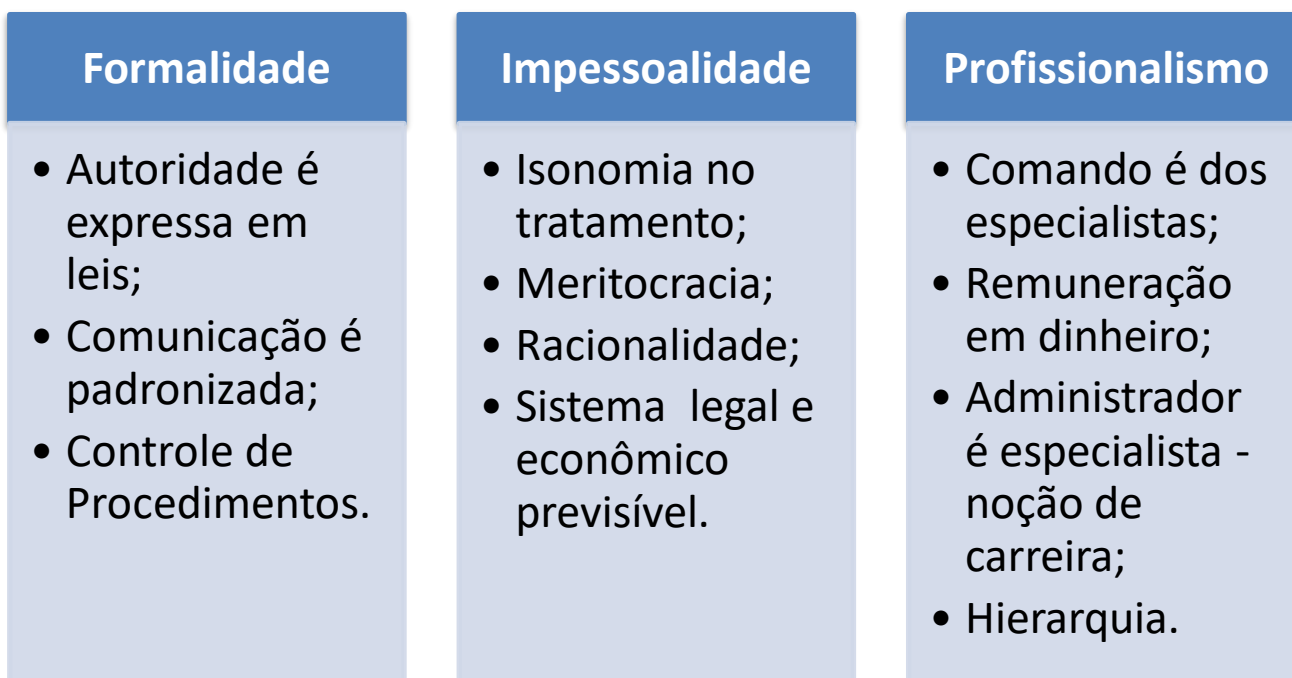 Formalidade
• Autoridade é
expressa em
leis;
• Comunicação é
padronizada;
• Controle de
Procedimentos.
Impessoalidade
• Isonomia no
tratamento;
• Meritocracia;
• Racionalidade;
• Sistema legal e
econômico
previsível.
Profissionalismo
• Comando é dos
especialistas;
• Remuneração
em dinheiro;
• Administrador
é especialista -
noção de
carreira;
• Hierarquia.